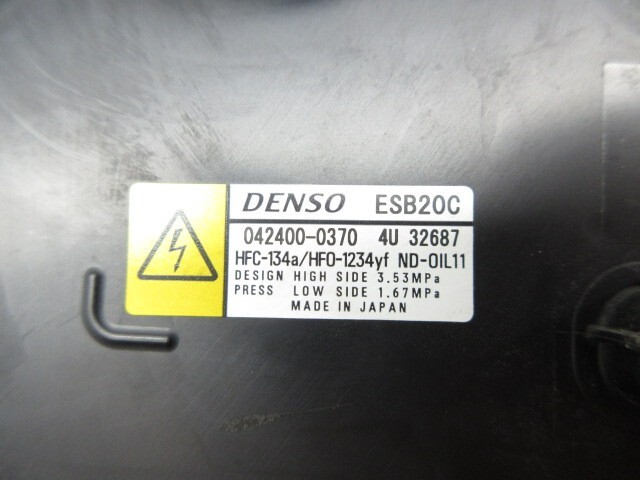 DENSO ESB20C
042400-0370 4U 32687
HFC-134a/HFO-1234yf ND-OIL11
DESIGN HIGH SIDE 3.53MPa
PRESS LOW SIDE 1.67MPa
MADE IN JAPAN